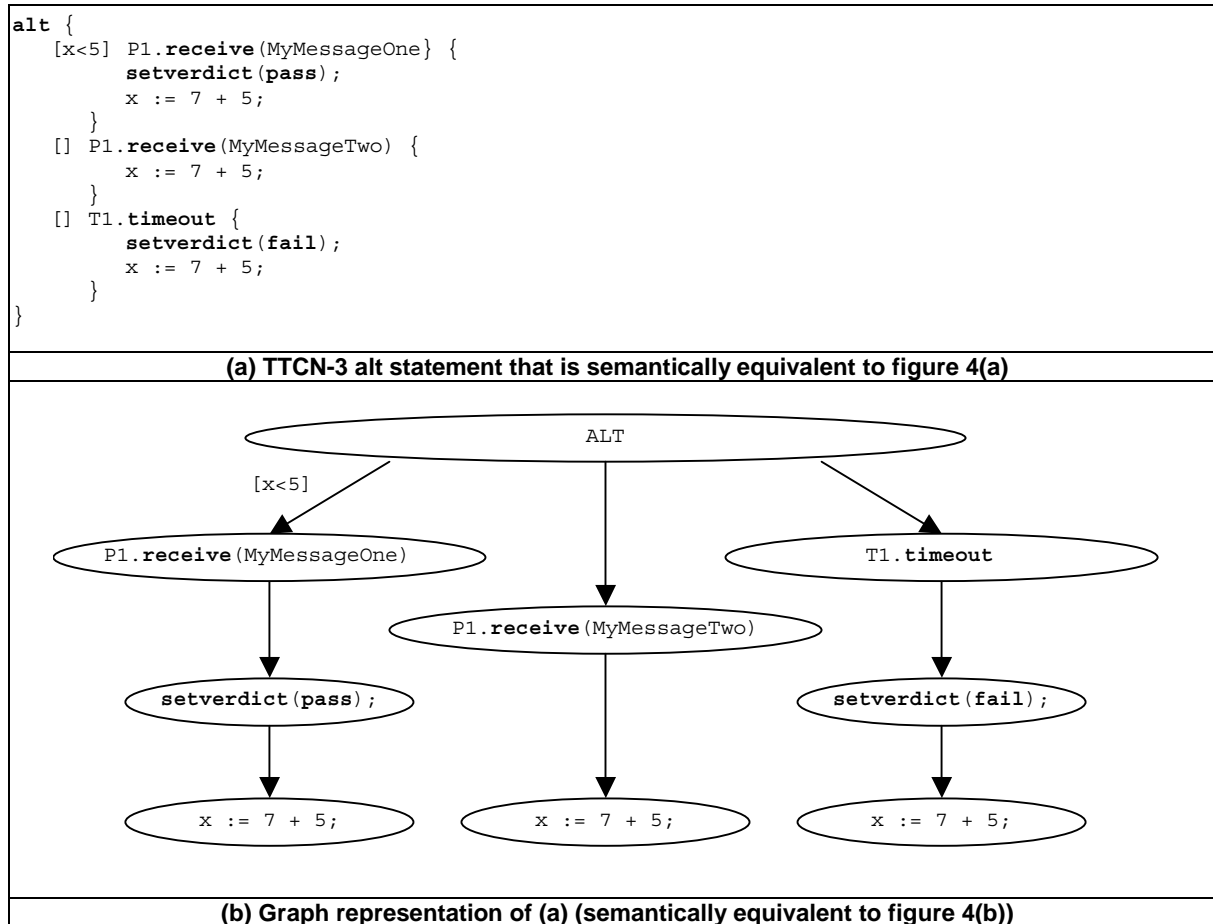 alt {
[x<5] P1.receive(MyMessageOne} {
setverdict(pass);
x := 7 + 5;
}
[] P1.receive(MyMessageTwo) {
x := 7 + 5;
}
[] T1.timeout {
setverdict(fail);
x := 7 + 5;
}
}
(a) TTCN-3 alt statement that is semantically equivalent to figure 4(a)
ALT
[x<5]
P1.receive(MyMessageOne)
T1.timeout
P1.receive(MyMessageTwo)
setverdict(pass);
setverdict(fail);
x := 7 + 5;
x := 7 + 5;
x := 7 + 5;
(b) Graph representation of (a) (semantically equivalent to figure 4(b))